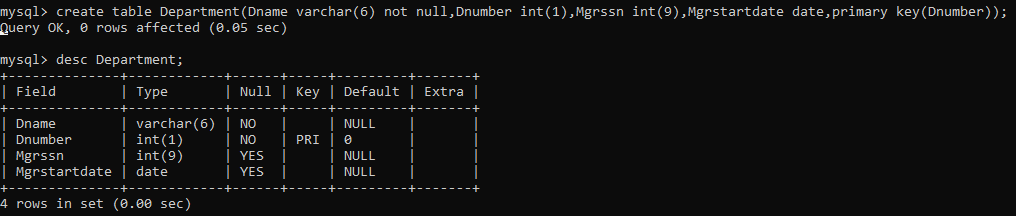 mysql> create table Department(Dname varchar(6) not null,Dnumber int(1),Mgrssn int(9),Mgrstartdate date,primary key(Dnumber));
Query OK, 0 rows affected (0.05 sec)
mysql> desc Department;
+--------------+------------+------+-----+---------+-------+
| Field        | Type       | Null | Key | Default | Extra |
+--------------+------------+------+-----+---------+-------+
| Dname        | varchar(6) | NO   |     | NULL    |       |
| Dnumber      | int(1)     | NO   | PRI | 0       |       |
| Mgrssn       | int(9)     | YES  |     | NULL    |       |
| Mgrstartdate | date       | YES  |     | NULL    |       |
+--------------+------------+------+-----+---------+-------+
4 rows in set (0.00 sec)